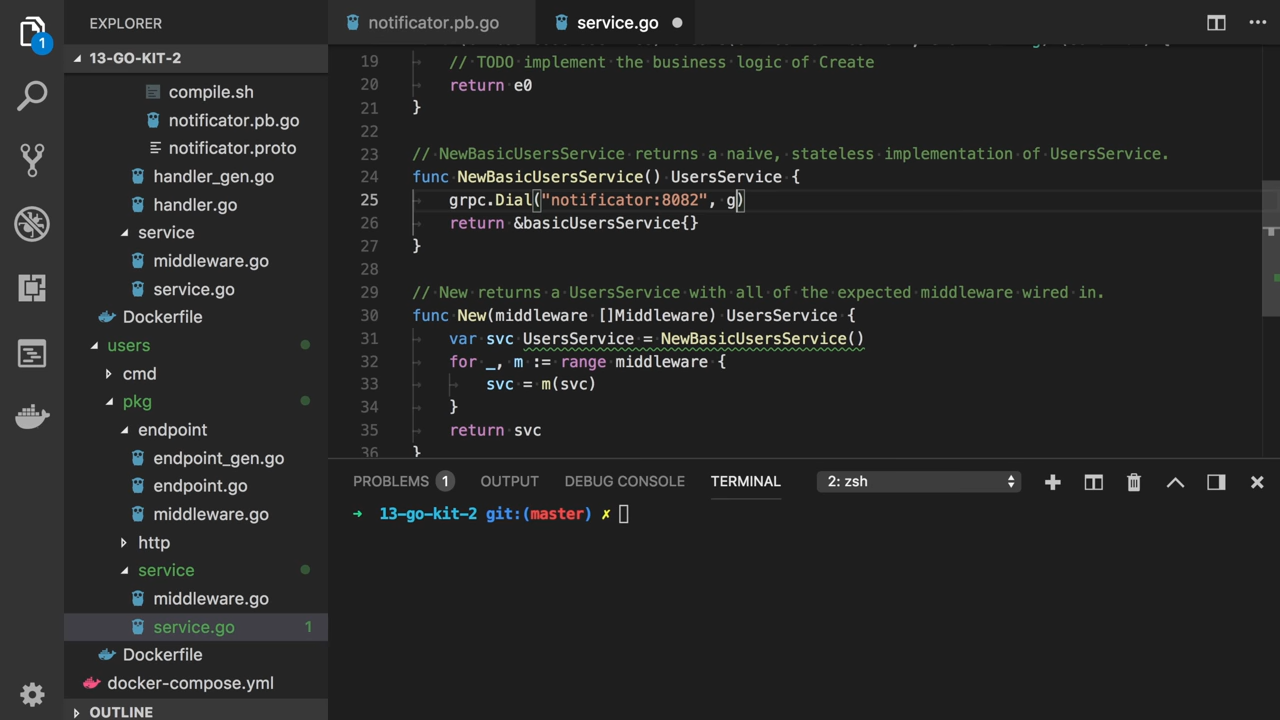 EXPLORER
notificator.pb.go
service.go
1
13-GO-KIT-2
compile.sh
notificator.pb.go
notificator.proto
handler_gen.go
handler.go
service
middleware.go
service.go
Dockerfile
users
cmd
pkg
endpoint
endpoint_gen.go
endpoint.go
middleware.go
http
service
middleware.go
service.go 1
Dockerfile
docker-compose.yml
OUTLINE
19 // TODO implement the business logic of Create
20 return e0
21 }
22
23 // NewBasicUsersService returns a naive, stateless implementation of UsersService.
24 func NewBasicUsersService() UsersService {
25 grpc.Dial("notificator:8082", g)
26 return &basicUsersService{}
27 }
28
29 // New returns a UsersService with all of the expected middleware wired in.
30 func New(middleware []Middleware) UsersService {
31 var svc UsersService = NewBasicUsersService()
32 for _, m := range middleware {
33 svc = m(svc)
34 }
35 return svc
36 }
PROBLEMS 1 OUTPUT DEBUG CONSOLE TERMINAL 2: zsh
➜ 13-go-kit-2 git:(master) ✗